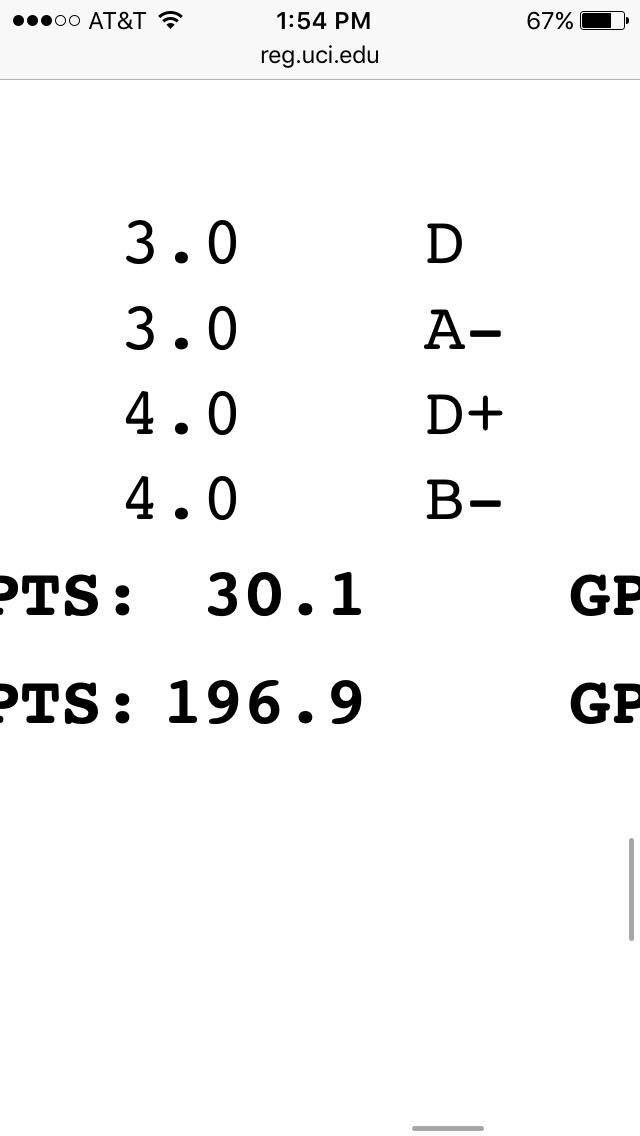 AT&T 1:54 PM 67%
reg.uci.edu
3.0 D
3.0 A-
4.0 D+
4.0 B-
PTS: 30.1 GP
PTS: 196.9 GP